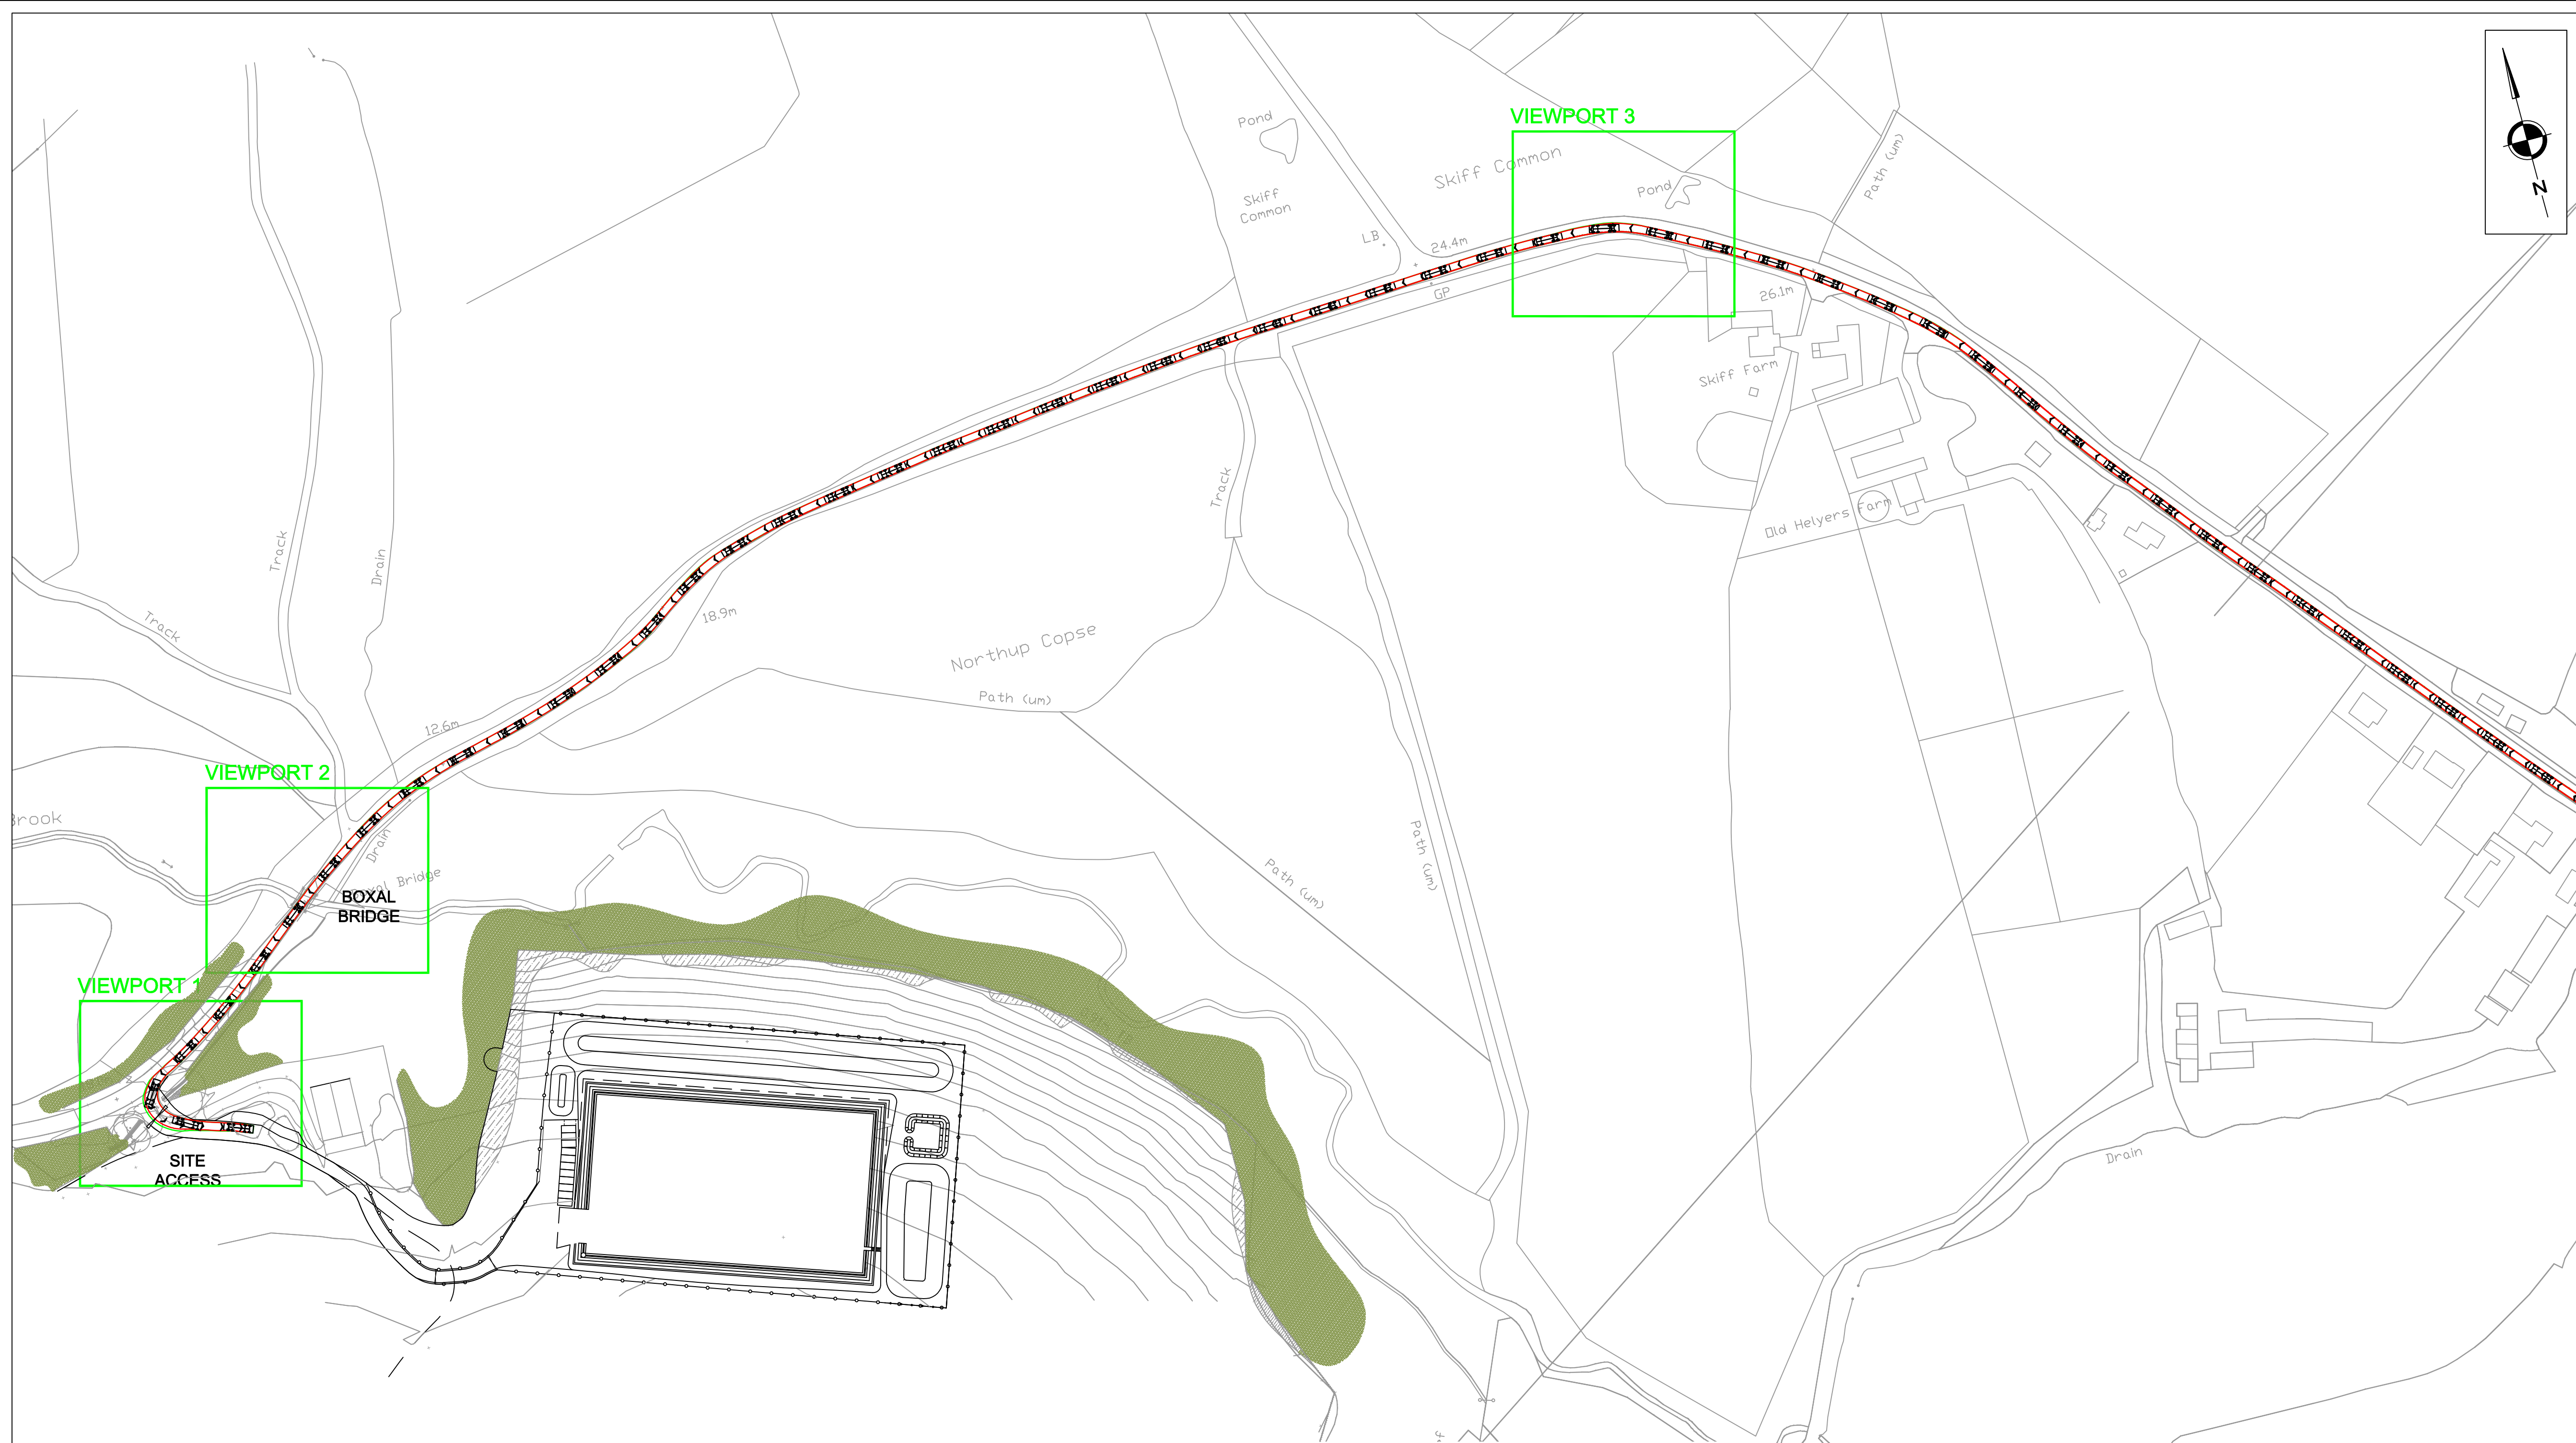 VIEWPORT 3
Pond
Skiff Common
Skiff
Common
Pond
Path (um)
N
LB
24.4m
GP
26.1m
Skiff Farm
Track
Old Helyers Farm
Track
Drain
Track
18.9m
Northup Copse
Path (um)
12.6m
VIEWPORT 2
Brook
Drain
Path (um)
Path (um)
Boxal Bridge
BOXAL
BRIDGE
VIEWPORT 1
SITE
ACCESS
Drain